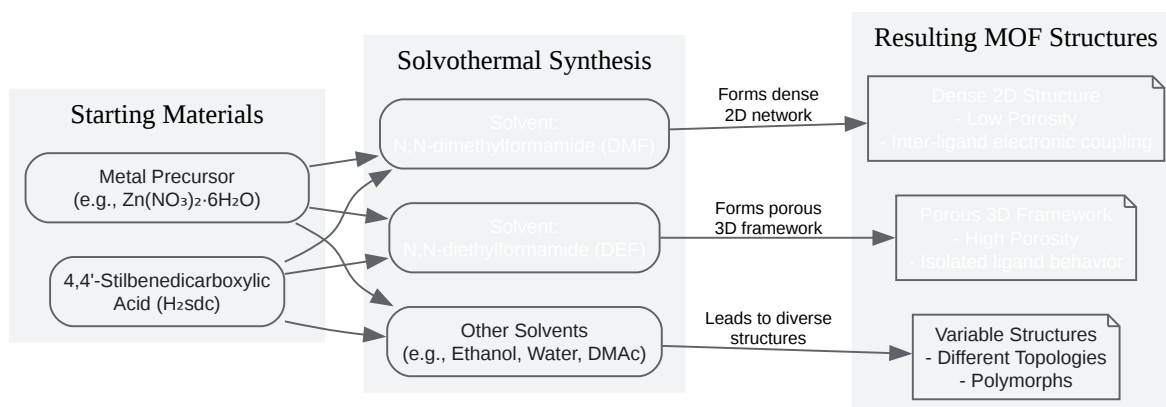 Starting Materials
Metal Precursor
(e.g., Zn(NO₃)₂·6H₂O)
4,4'-Stilbenedicarboxylic
Acid (H₂sdc)
Solvothermal Synthesis
Solvent:
N,N-dimethylformamide (DMF)
Solvent:
N,N-diethylformamide (DEF)
Other Solvents
(e.g., Ethanol, Water, DMAc)
Forms dense
2D network
Forms porous
3D framework
Leads to diverse
structures
Resulting MOF Structures
Dense 2D Structure
- Low Porosity
- Inter-ligand electronic coupling
Porous 3D Framework
- High Porosity
- Isolated ligand behavior
Variable Structures
- Different Topologies
- Polymorphs